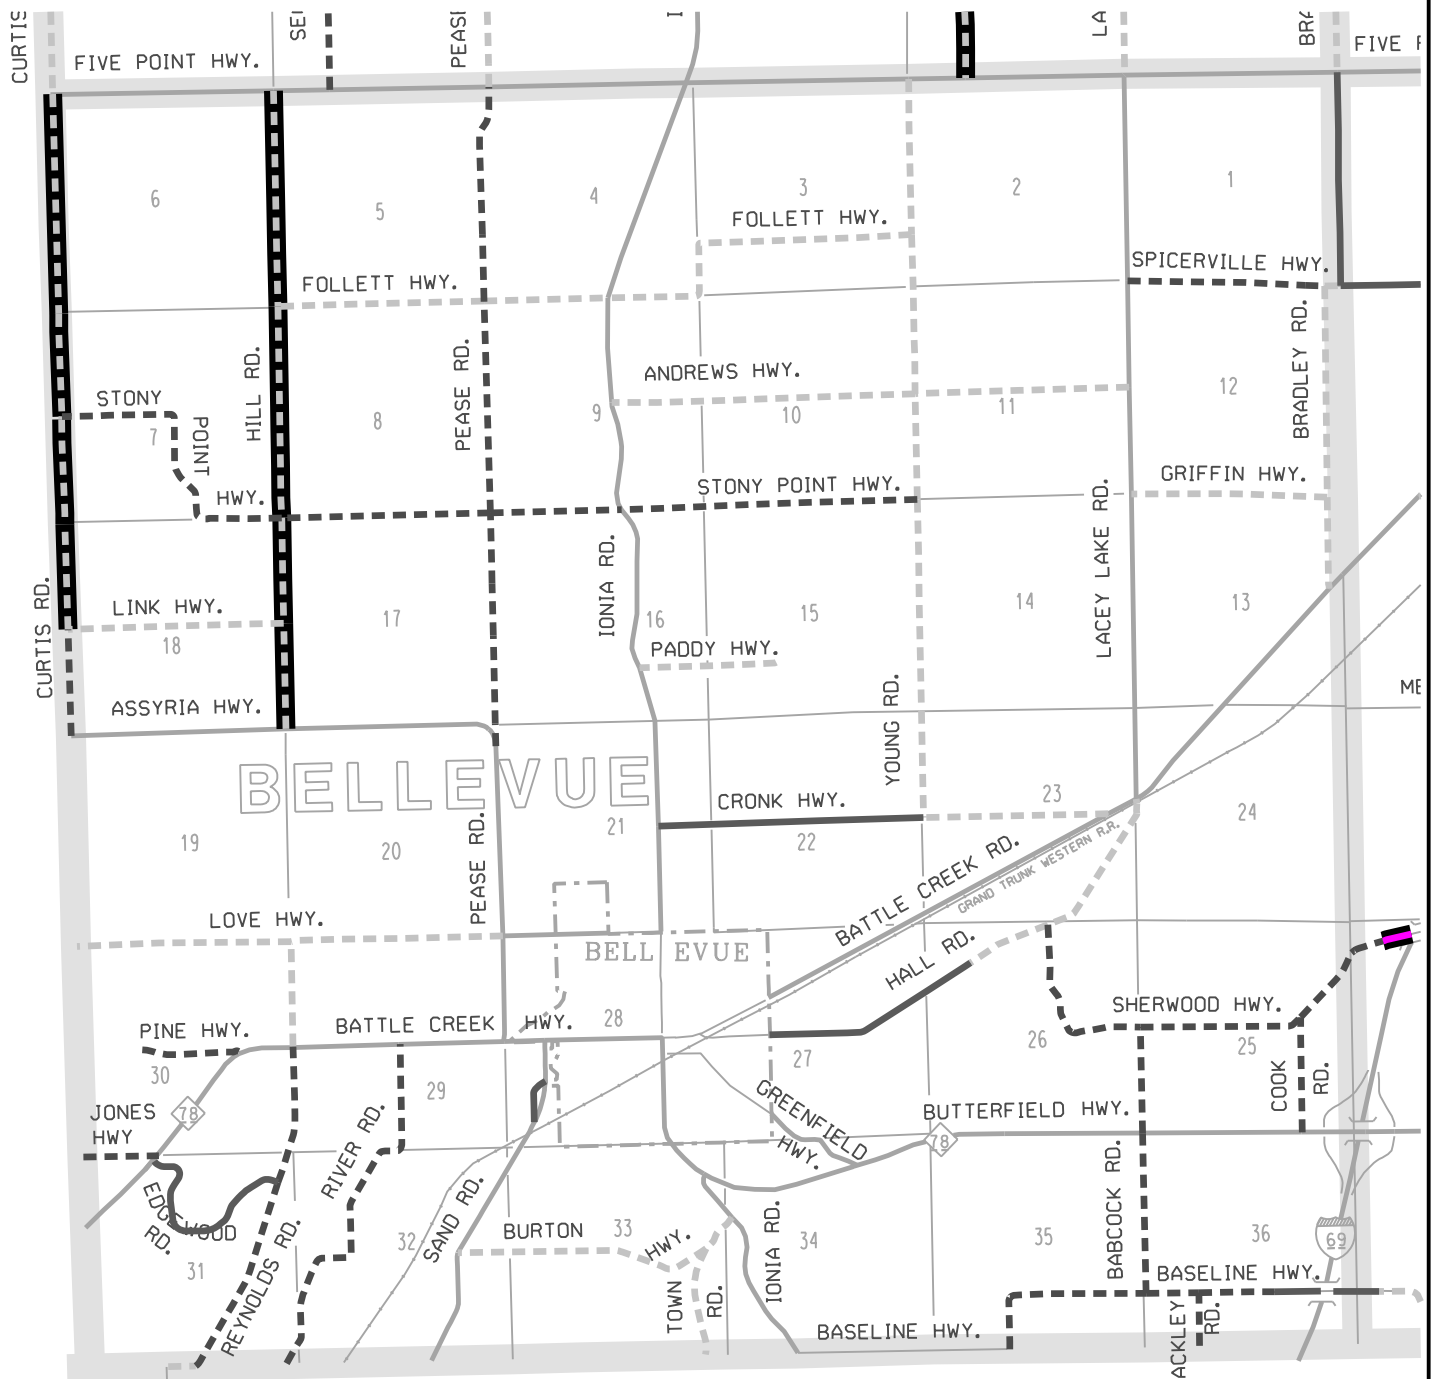 CURTIS
FIVE POINT HWY.
PEASE
LA
BRA
FIVE
6
5
4
3
2
1
FOLLETT HWY.
SPICERVILLE HWY.
FOLLETT HWY.
BRADLEY RD.
HILL RD.
PEASE RD.
ANDREWS HWY.
12
STONY
POINT
HWY.
7
8
9
10
11
GRIFFIN HWY.
STONY POINT HWY.
LACEY LAKE RD.
IONIA RD.
CURTIS RD.
LINK HWY.
18
17
16
15
14
13
PADDY HWY.
YOUNG RD.
ASSYRIA HWY.
ME
BELLEVUE
CRONK HWY.
23
24
19
20
21
22
PEASE RD.
BATTLE CREEK RD.
GRAND TRUNK WESTERN R.R.
LOVE HWY.
BELLEVUE
HALL RD.
SHERWOOD HWY.
PINE HWY.
BATTLE CREEK HWY.
28
27
26
25
30
29
COOK RD.
JONES
HWY
78
GREENFIELD
HWY.
BUTTERFIELD HWY.
78
RIVER RD.
EDGEWOOD
RD.
SAND RD.
BABCOCK RD.
31
32
BURTON HWY.
33
34
35
36
69
REYNOLDS RD.
TOWN RD.
IONIA RD.
BASELINE HWY.
BASELINE HWY.
ACKLEY RD.